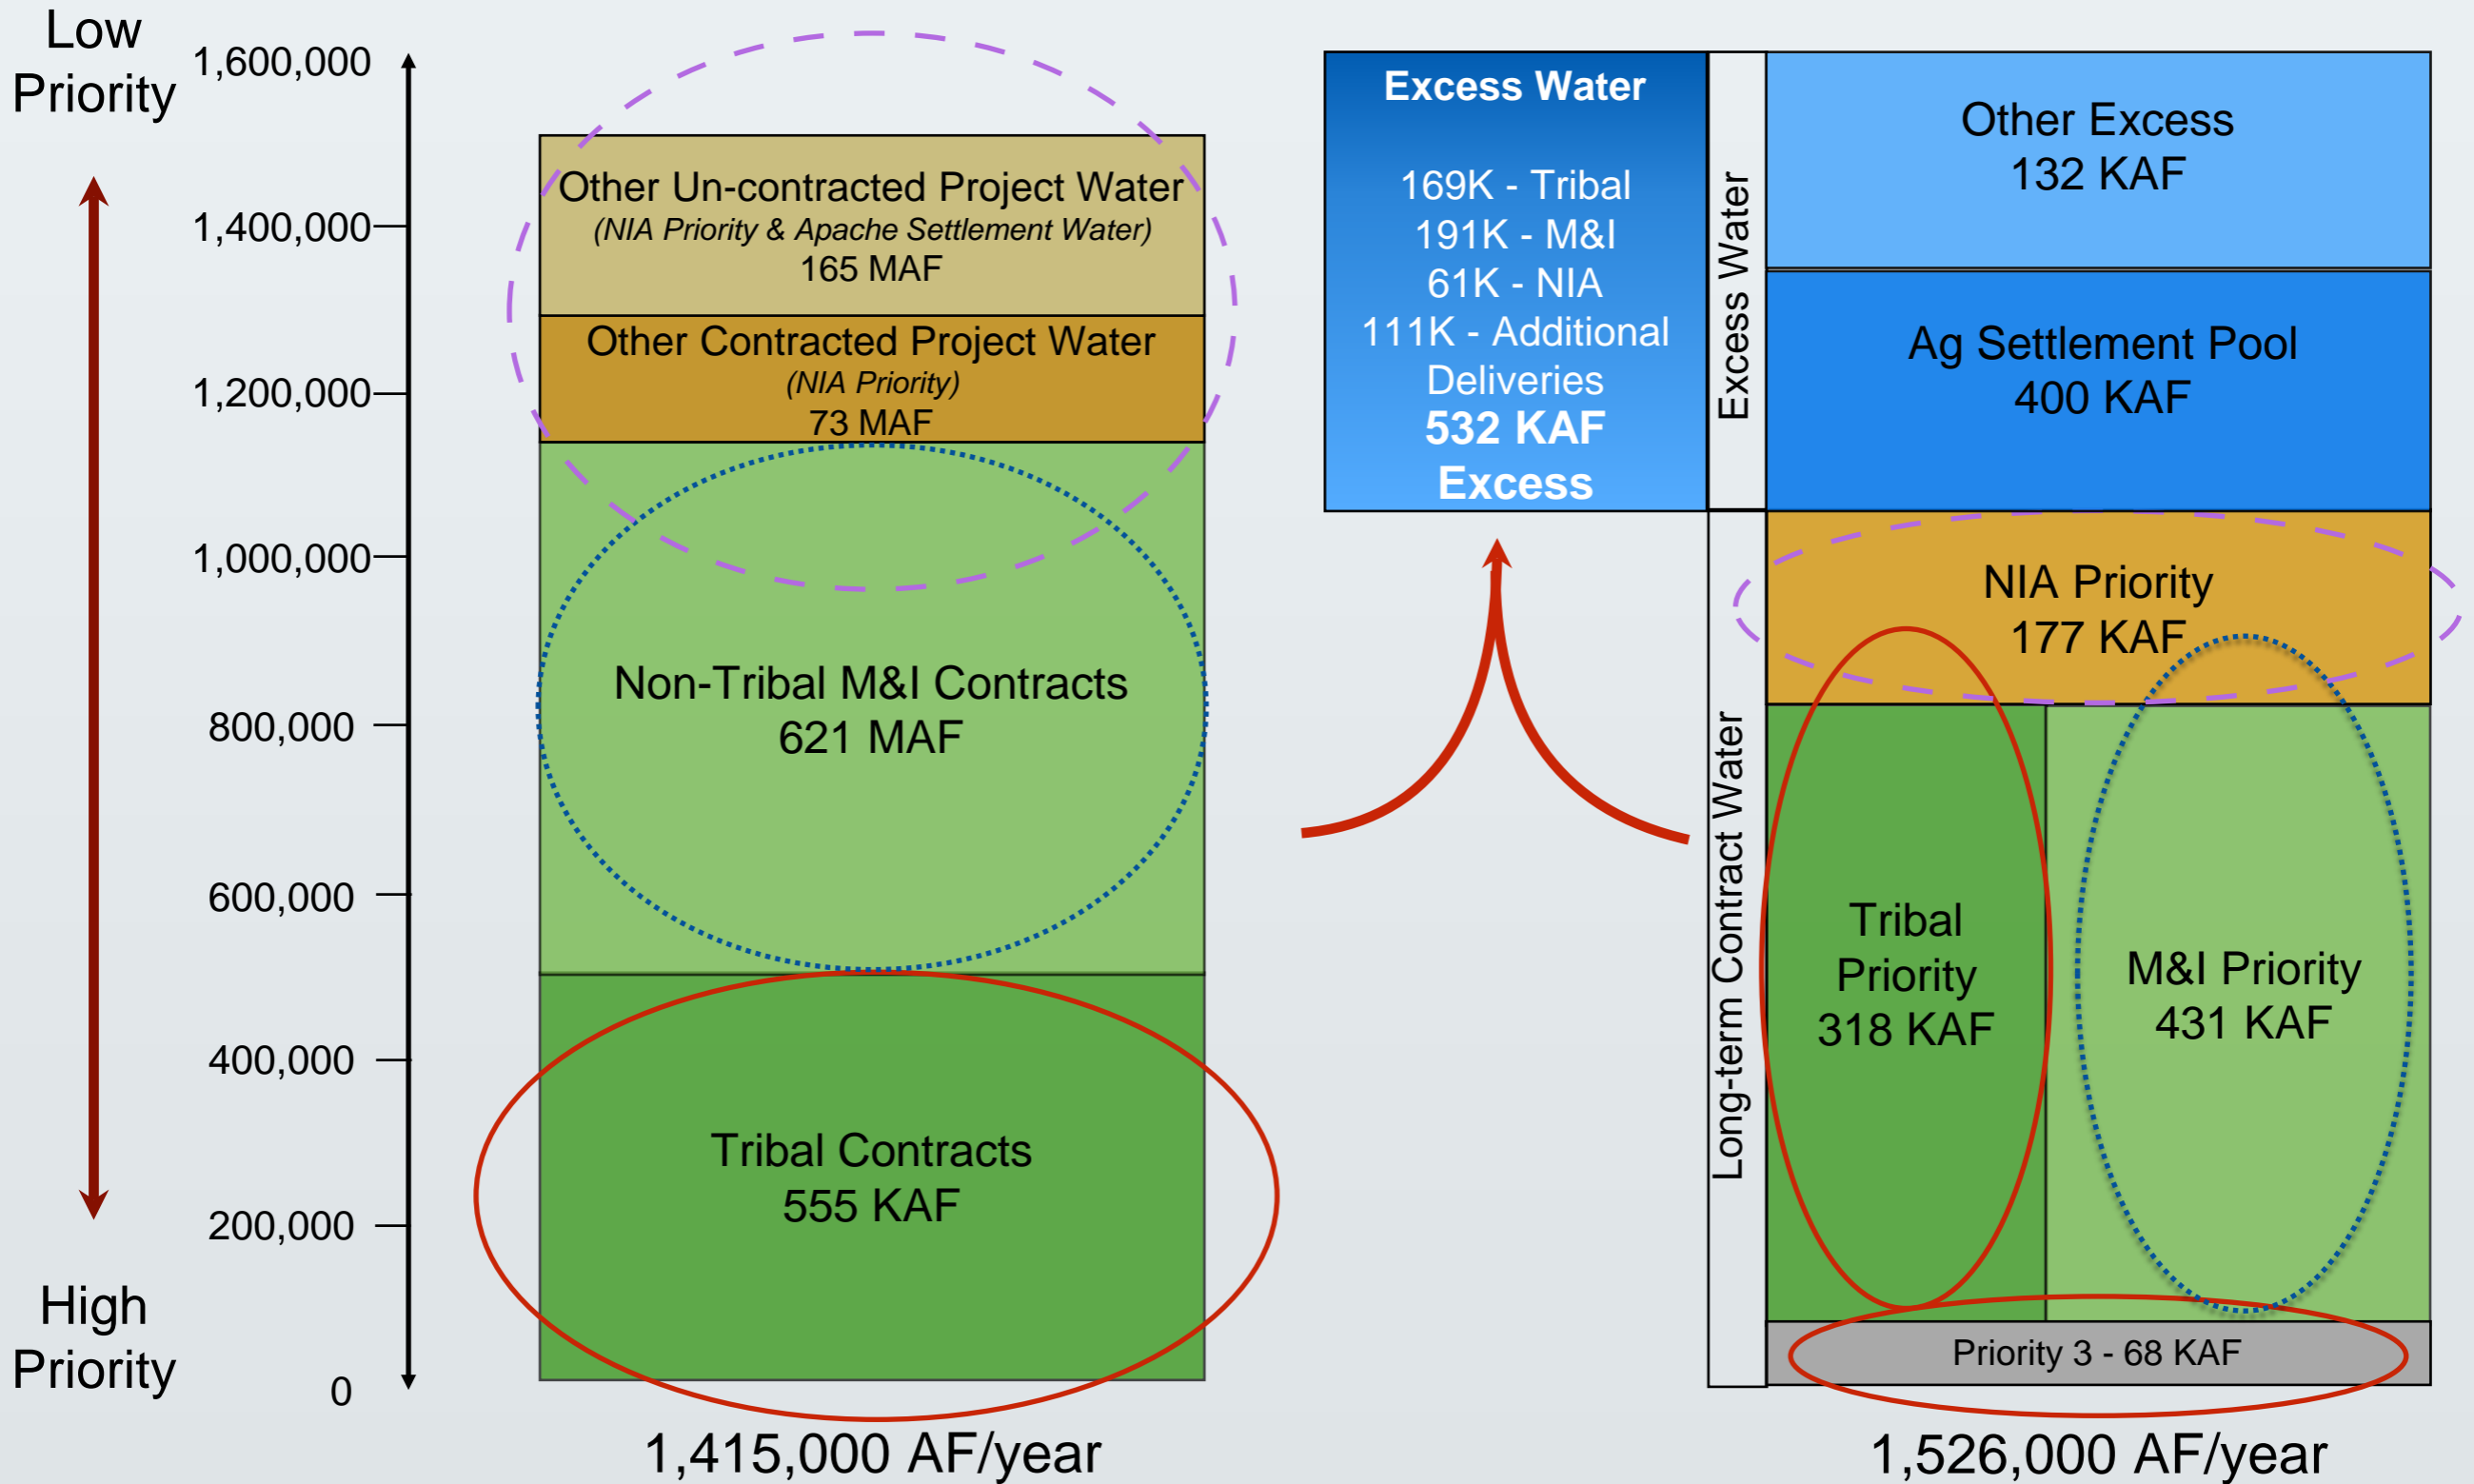 Low
Priority
High
Priority
1,600,000
1,400,000
1,200,000
1,000,000
800,000
600,000
400,000
200,000
0
Other Un-contracted Project Water
(NIA Priority & Apache Settlement Water)
165 MAF
Other Contracted Project Water
(NIA Priority)
73 MAF
Non-Tribal M&I Contracts
621 MAF
Tribal Contracts
555 KAF
1,415,000 AF/year
Excess Water
169K - Tribal
191K - M&I
61K - NIA
111K - Additional
Deliveries
532 KAF
Excess
Excess Water
Long-term Contract Water
Other Excess
132 KAF
Ag Settlement Pool
400 KAF
NIA Priority
177 KAF
Tribal
Priority
318 KAF
M&I Priority
431 KAF
Priority 3 - 68 KAF
1,526,000 AF/year